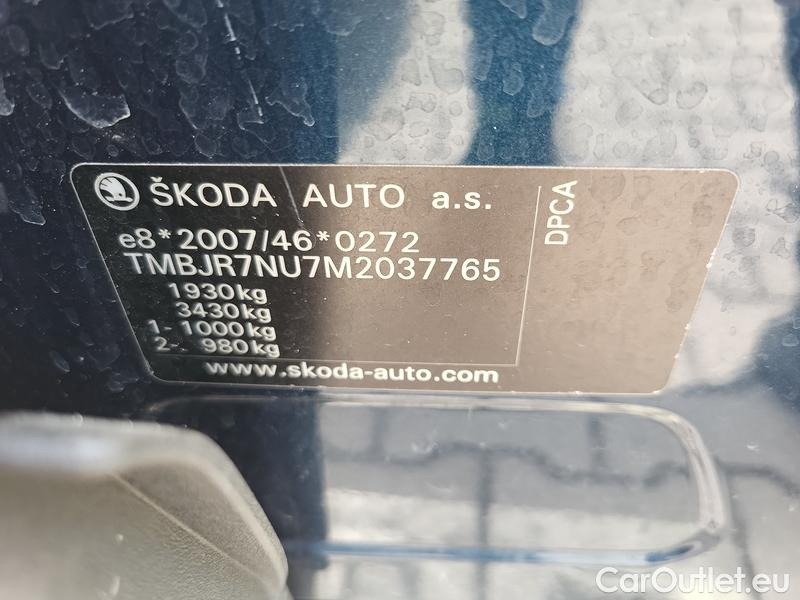 ŠKODA AUTO a.s.
e8*2007/46*0272
TMBJR7NU7M2037765
1930kg
3430kg
1- 1000kg
2- 980kg
www.skoda-auto.com
DPCA
CarOutlet.eu